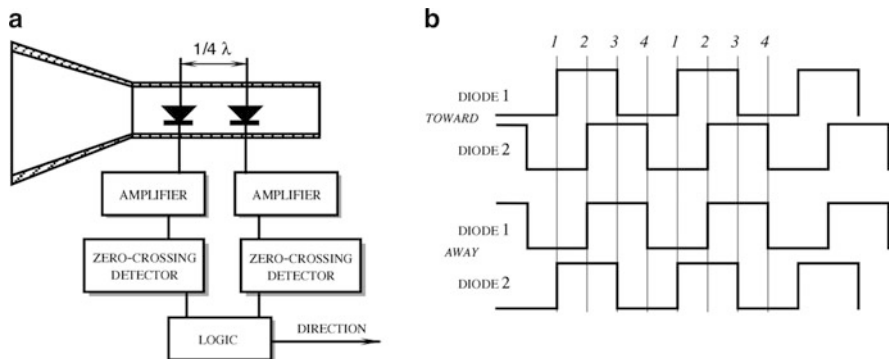 a
1/4 λ
AMPLIFIER AMPLIFIER
ZERO-CROSSING DETECTOR ZERO-CROSSING DETECTOR
LOGIC
DIRECTION
b
1 2 3 4 1 2 3 4
DIODE 1
TOWARD
DIODE 2
DIODE 1
AWAY
DIODE 2